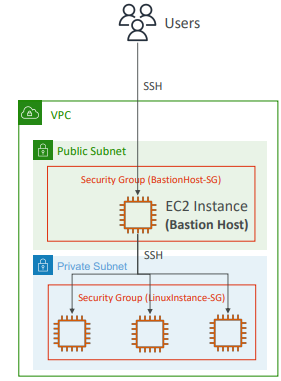 Users
SSH
VPC
Public Subnet
Security Group (BastionHost-SG)
EC2 Instance
(Bastion Host)
SSH
Private Subnet
Security Group (LinuxInstance-SG)